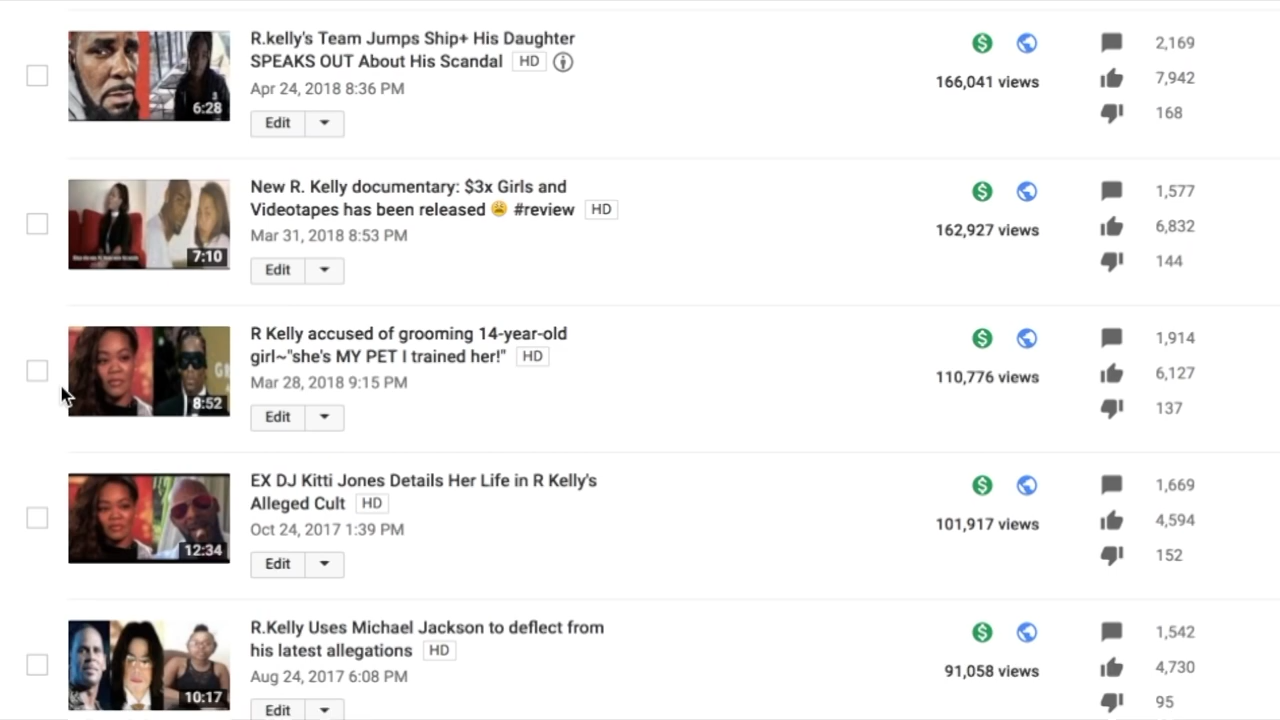 R.kelly's Team Jumps Ship+ His Daughter
SPEAKS OUT About His Scandal HD
Apr 24, 2018 8:36 PM
Edit
6:28
166,041 views
2,169
7,942
168
New R. Kelly documentary: $3x Girls and
Videotapes has been released 😩 #review HD
Mar 31, 2018 8:53 PM
Edit
7:10
162,927 views
1,577
6,832
144
R Kelly accused of grooming 14-year-old
girl~"she's MY PET I trained her!" HD
Mar 28, 2018 9:15 PM
Edit
8:52
110,776 views
1,914
6,127
137
EX DJ Kitti Jones Details Her Life in R Kelly's
Alleged Cult HD
Oct 24, 2017 1:39 PM
Edit
12:34
101,917 views
1,669
4,594
152
R.Kelly Uses Michael Jackson to deflect from
his latest allegations HD
Aug 24, 2017 6:08 PM
Edit
10:17
91,058 views
1,542
4,730
95